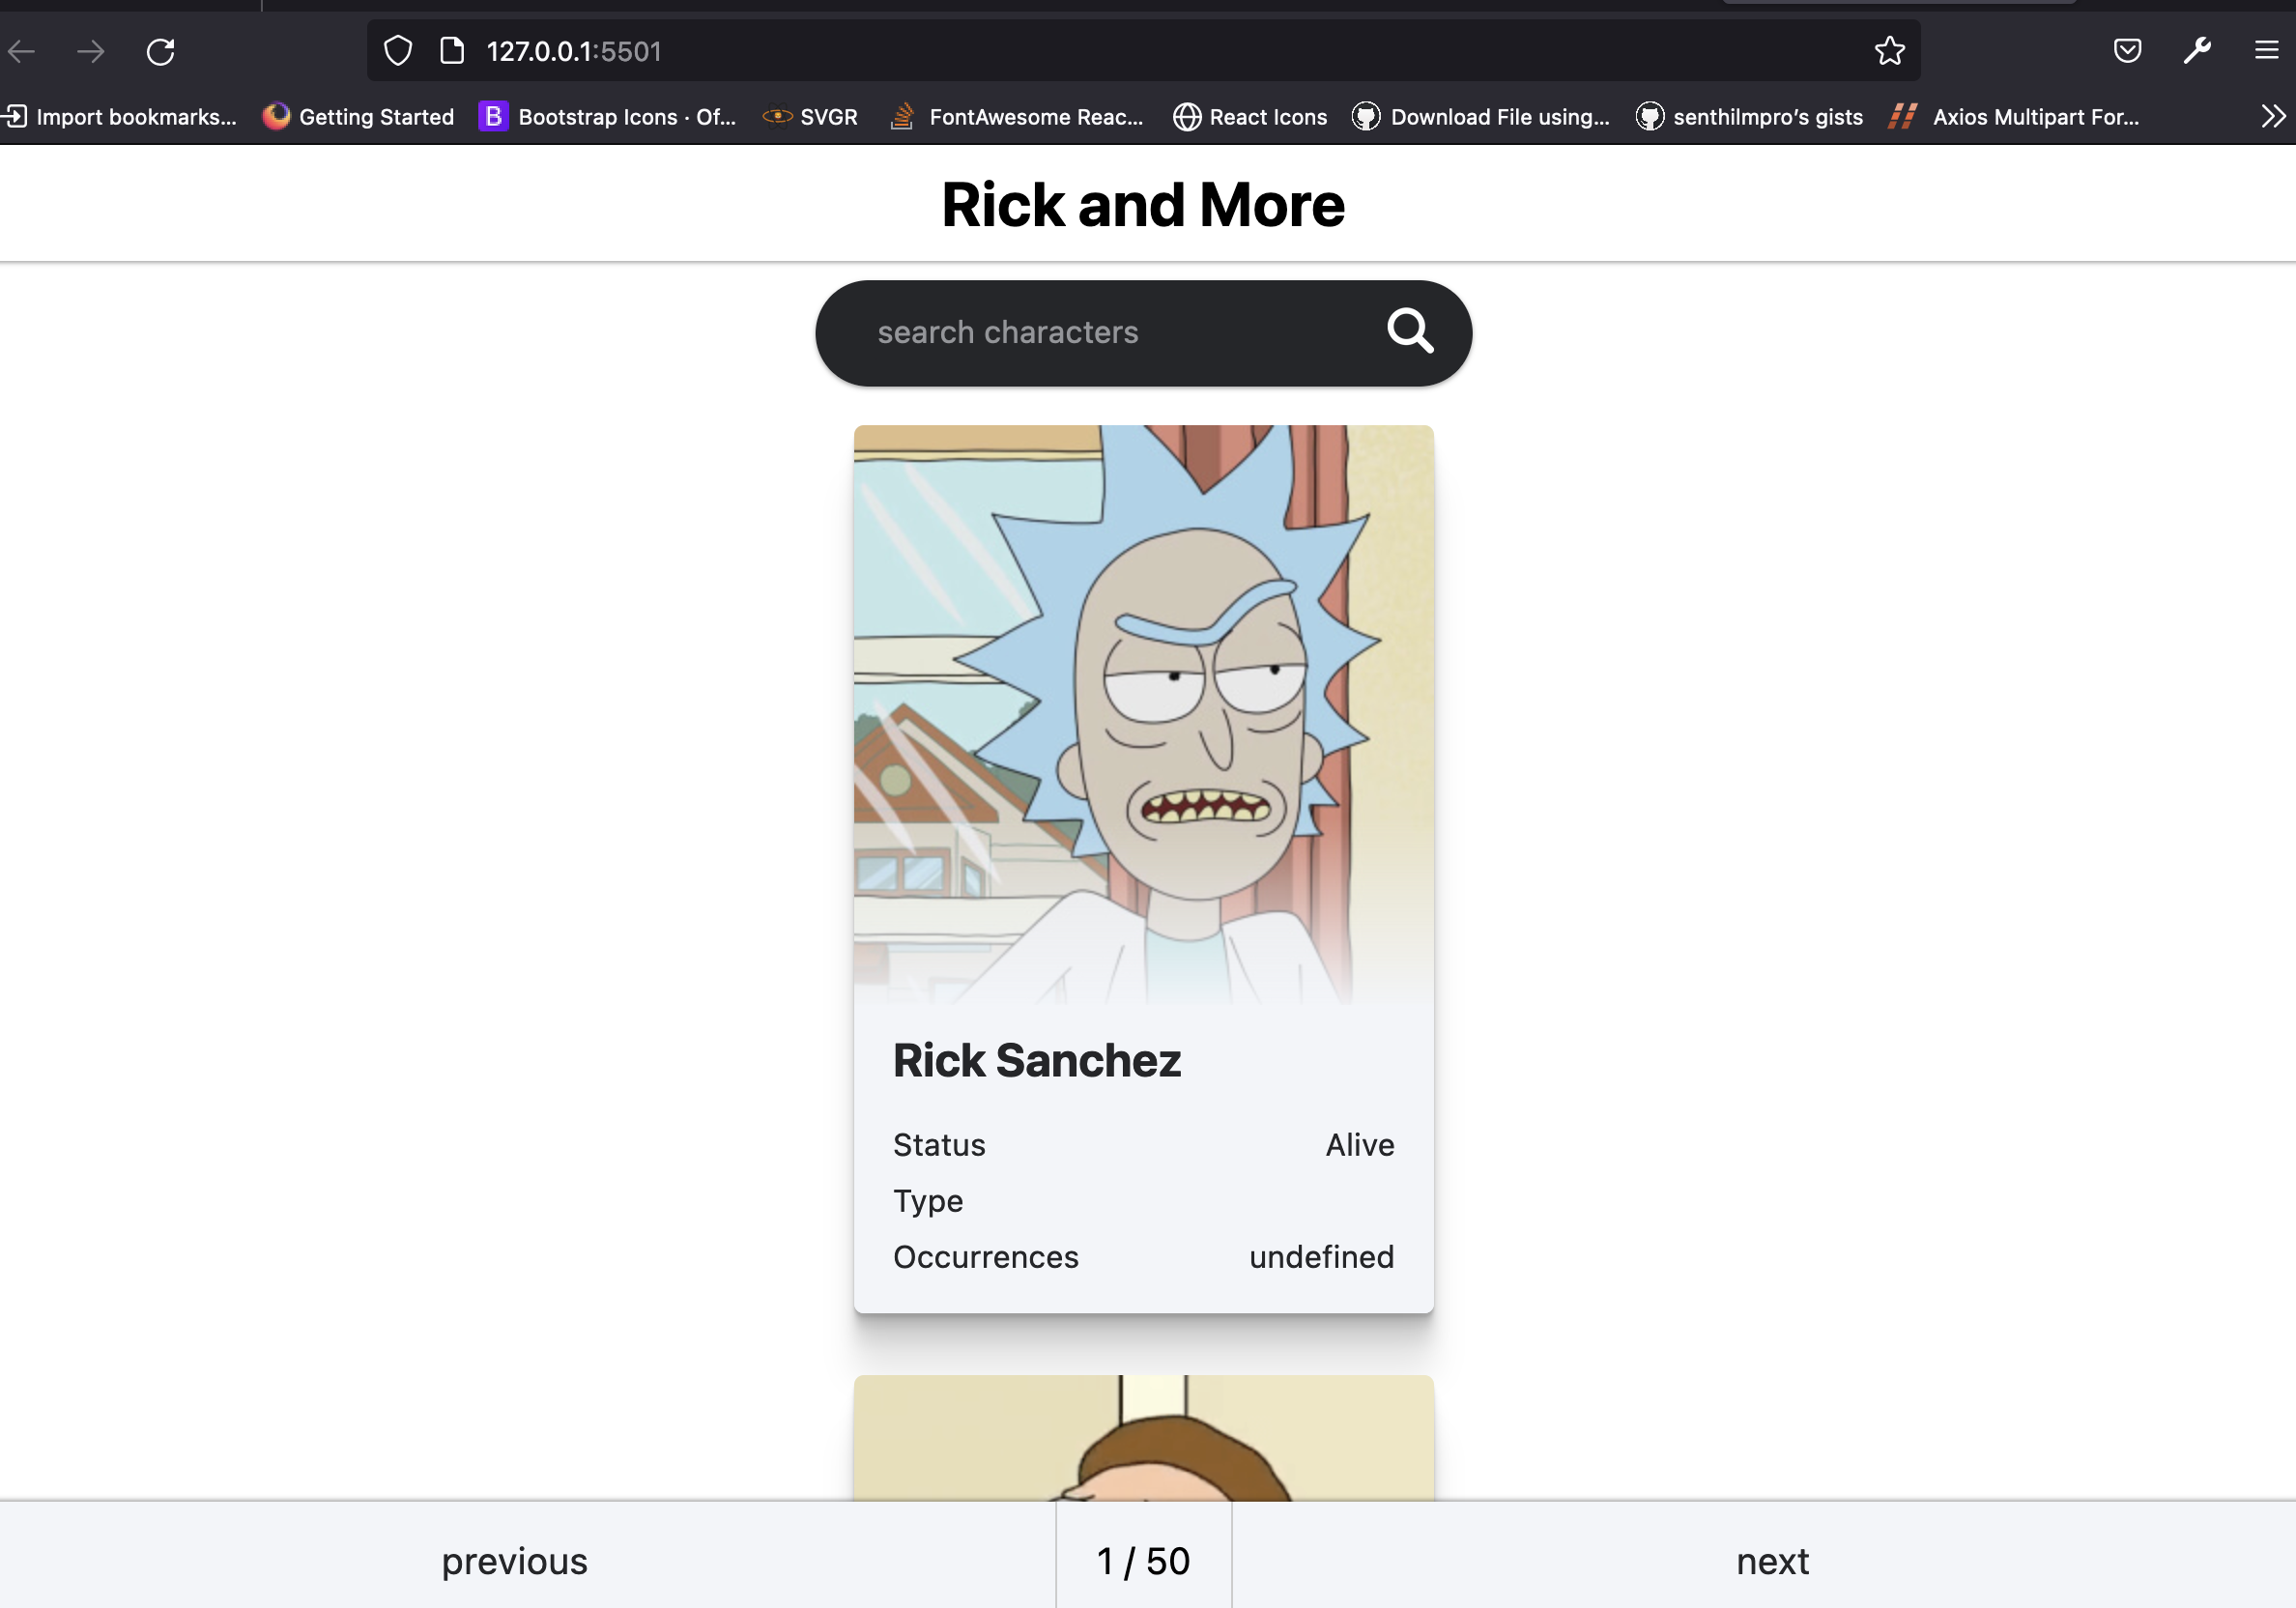 127.0.0.1:5501
Import bookmarks... Getting Started Bootstrap Icons · Of... SVGR FontAwesome Reac... React Icons Download File using... senthilmpro’s gists Axios Multipart For...
Rick and More
search characters
Rick Sanchez
Status Alive
Type
Occurrences undefined
previous 1 / 50 next